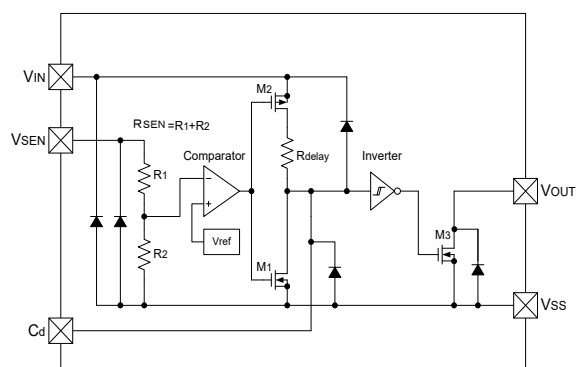 VIN
M2
VSEN
RSEN=R1+R2
Comparator
Rdelay
Inverter
R1
−
+
VOUT
Vref
R2
M3
M1
VSS
Cd